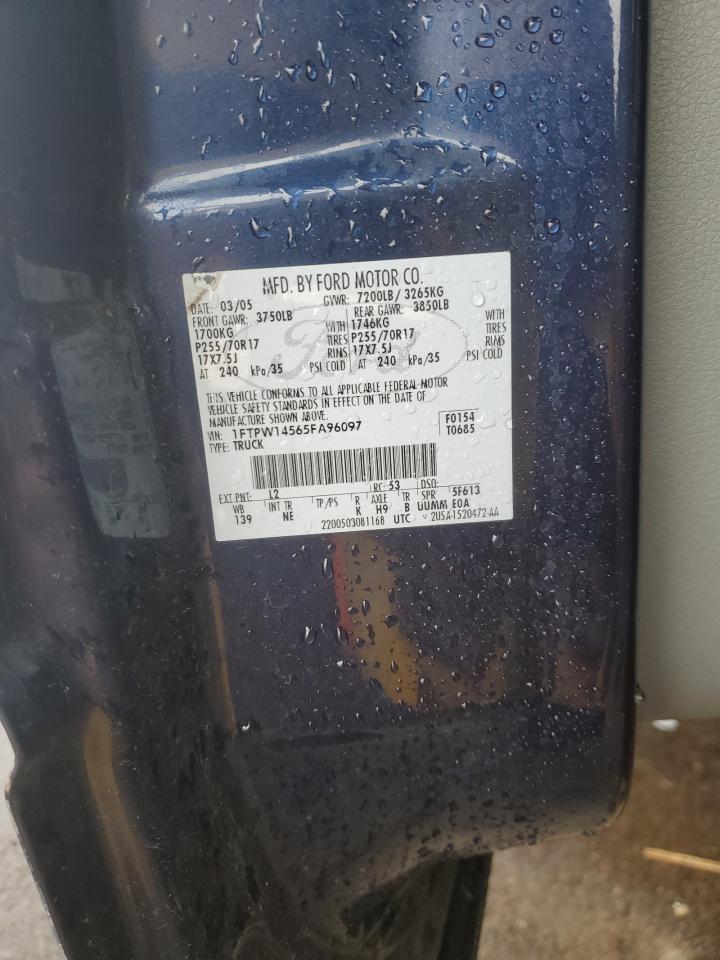 MFD. BY FORD MOTOR CO.
DATE: 03/05 GVWR: 7200LB/ 3265KG
FRONT GAWR: 3750LB REAR GAWR: 3850LB
1700KG WITH 1746KG WITH
P255/70R17 TIRES P255/70R17 TIRES
17X7.5J RIMS 17X7.5J RIMS
AT 240 kPa/35 PSI COLD AT 240 kPa/35 PSI COLD
THIS VEHICLE CONFORMS TO ALL APPLICABLE FEDERAL MOTOR
VEHICLE SAFETY STANDARDS IN EFFECT ON THE DATE OF
MANUFACTURE SHOWN ABOVE.
VIN: 1FTPW14565FA96097 F0154
TYPE: TRUCK T0685
EXT PNT: L2 RC: 53 DSO:
WB INT TR TP/PS R AXLE TR SPR 5F613
139 NE K H9 B UUMM E0A
2200503081168 UTC 2U5A-1520472-AA
Ford